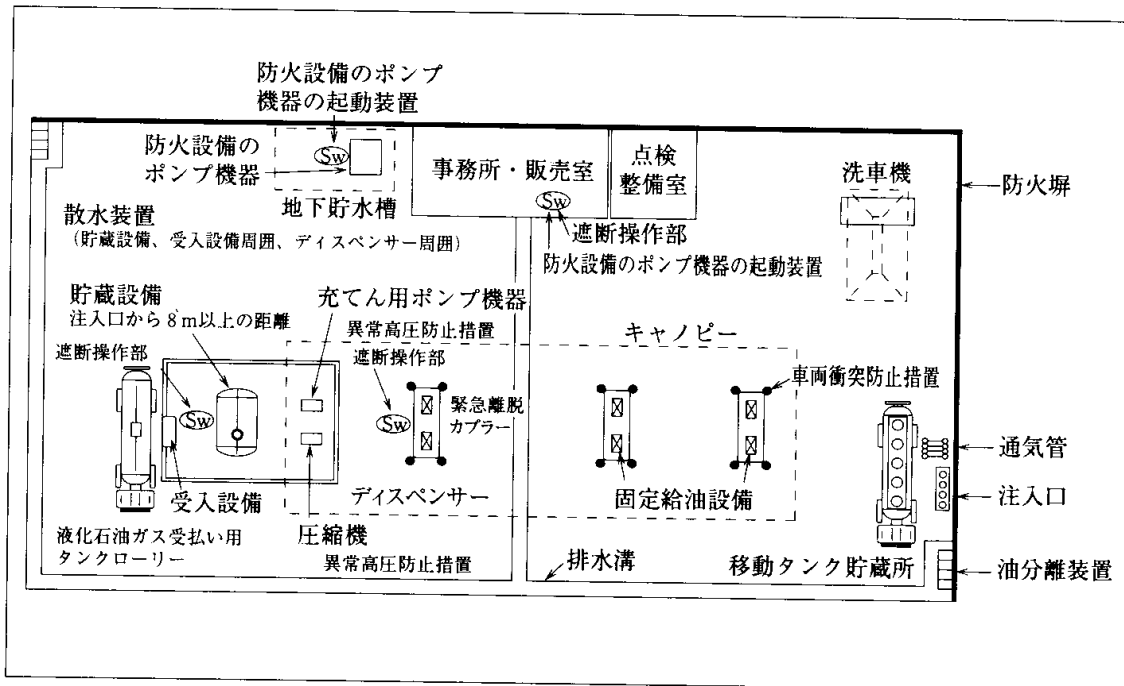 防火設備のポンプ
機器の起動装置
防火設備の
ポンプ機器
Sw
地下貯水槽
事務所・販売室
点検
整備室
Sw
遮断操作部
防火設備のポンプ機器の起動装置
洗車機
防火塀
散水装置
(貯蔵設備、受入設備周囲、ディスペンサー周囲)
貯蔵設備
注入口から8m以上の距離
遮断操作部
Sw
充てん用ポンプ機器
異常高圧防止措置
遮断操作部
Sw
緊急離脱
カプラー
キャノピー
車両衝突防止措置
受入設備
ディスペンサー
固定給油設備
通気管
注入口
液化石油ガス受払い用
タンクローリー
圧縮機
異常高圧防止措置
排水溝
移動タンク貯蔵所
油分離装置